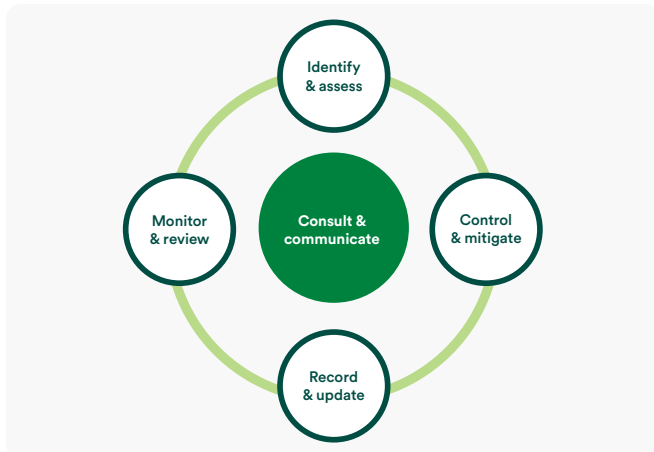 Identify
& assess
Consult &
communicate
Control
& mitigate
Monitor
& review
Record
& update